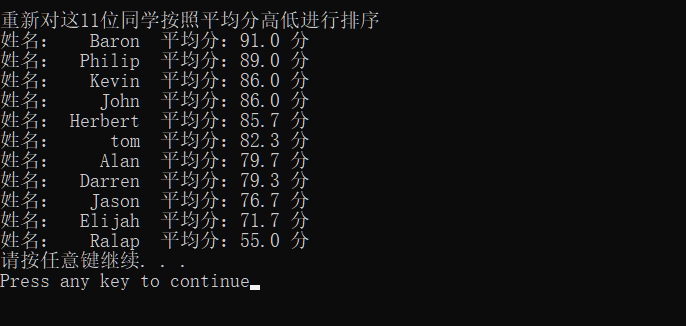 重新对这11位同学按照平均分高低进行排序
姓名:    Baron  平均分: 91.0 分
姓名:   Philip  平均分: 89.0 分
姓名:    Kevin  平均分: 86.0 分
姓名:     John  平均分: 86.0 分
姓名:  Herbert  平均分: 85.7 分
姓名:      tom  平均分: 82.3 分
姓名:     Alan  平均分: 79.7 分
姓名:   Darren  平均分: 79.3 分
姓名:    Jason  平均分: 76.7 分
姓名:   Elijah  平均分: 71.7 分
姓名:    Ralap  平均分: 55.0 分
请按任意键继续. . .
Press any key to continue